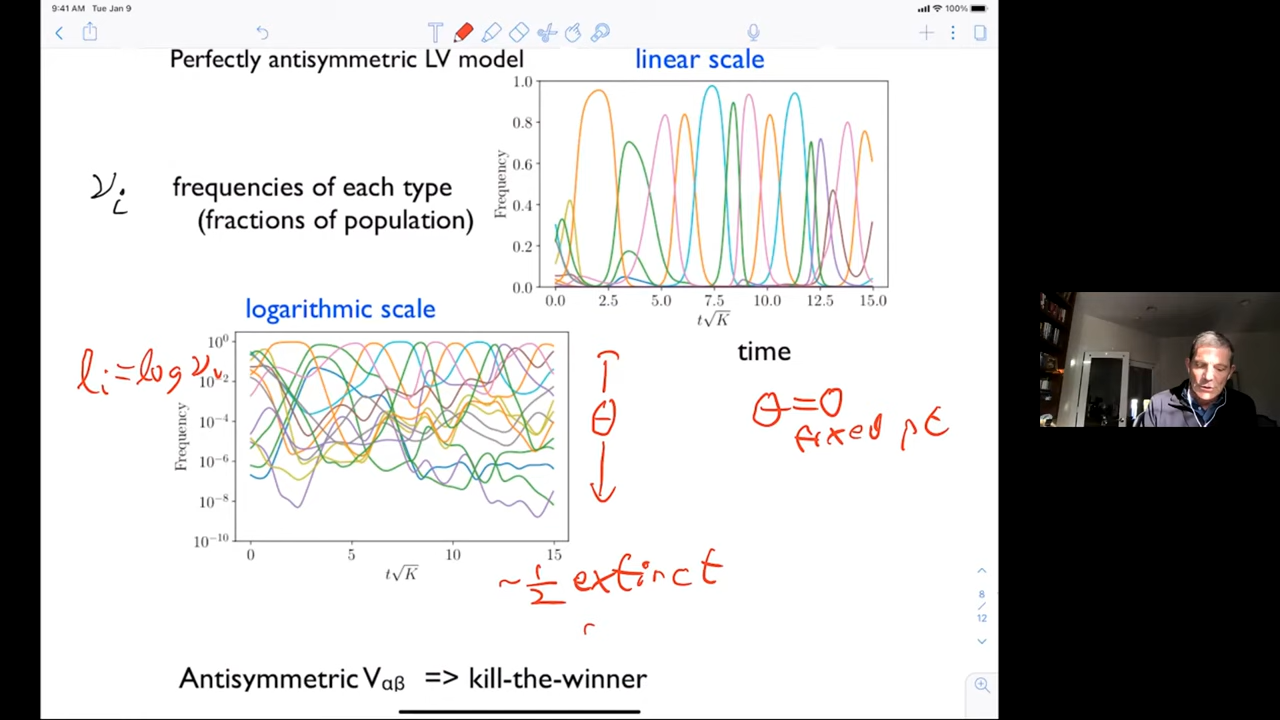 9:41 AM Tue Jan 9
100%
Perfectly antisymmetric LV model
linear scale
1.0
0.8
0.6
0.4
0.2
0.0
Frequency
0.0 2.5 5.0 7.5 10.0 12.5 15.0
t√K
time
νi
frequencies of each type
(fractions of population)
logarithmic scale
li = log νi
10⁰
10⁻²
10⁻⁴
10⁻⁶
10⁻⁸
10⁻¹⁰
Frequency
0 5 10 15
t√K
θ
θ=0
fixed pt
~1/2 extinct
8
/
12
Antisymmetric Vαβ => kill-the-winner